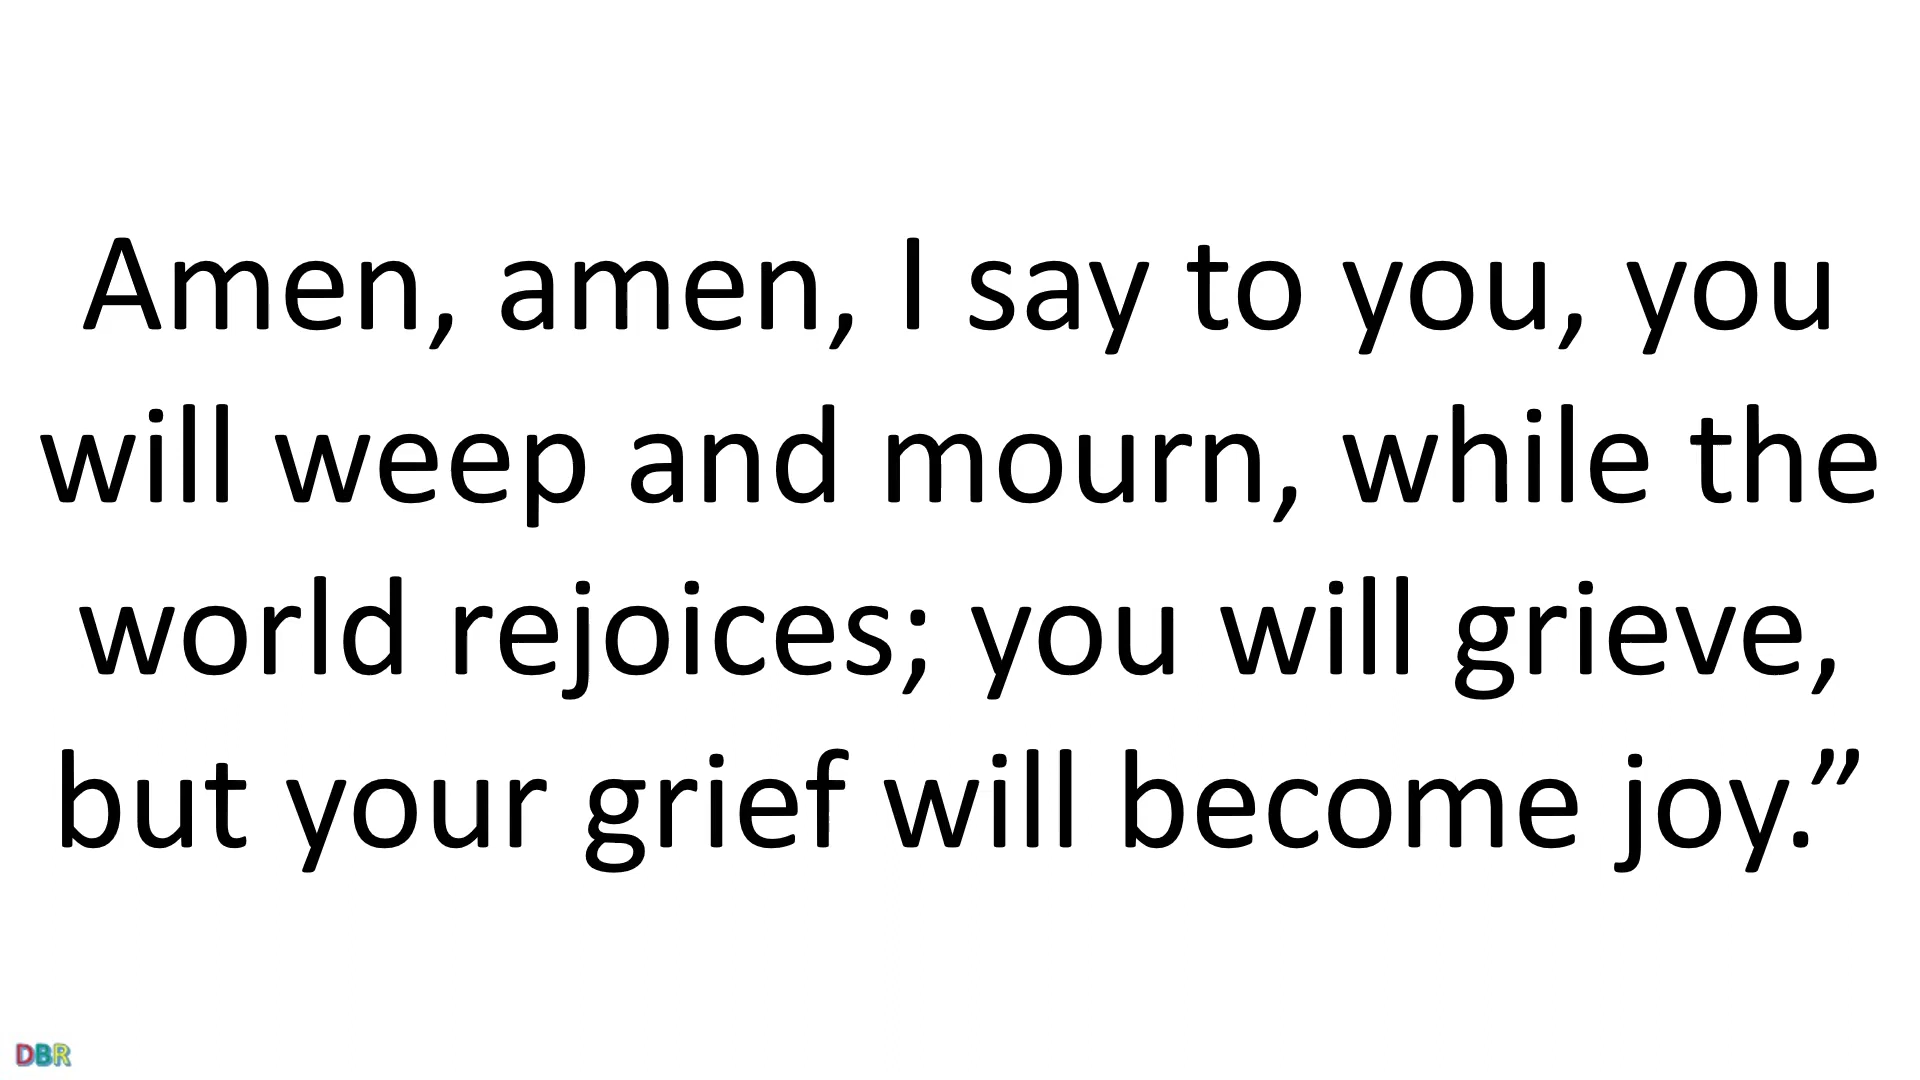 Amen, amen, I say to you, you
will weep and mourn, while the
world rejoices; you will grieve,
but your grief will become joy.”
DBR